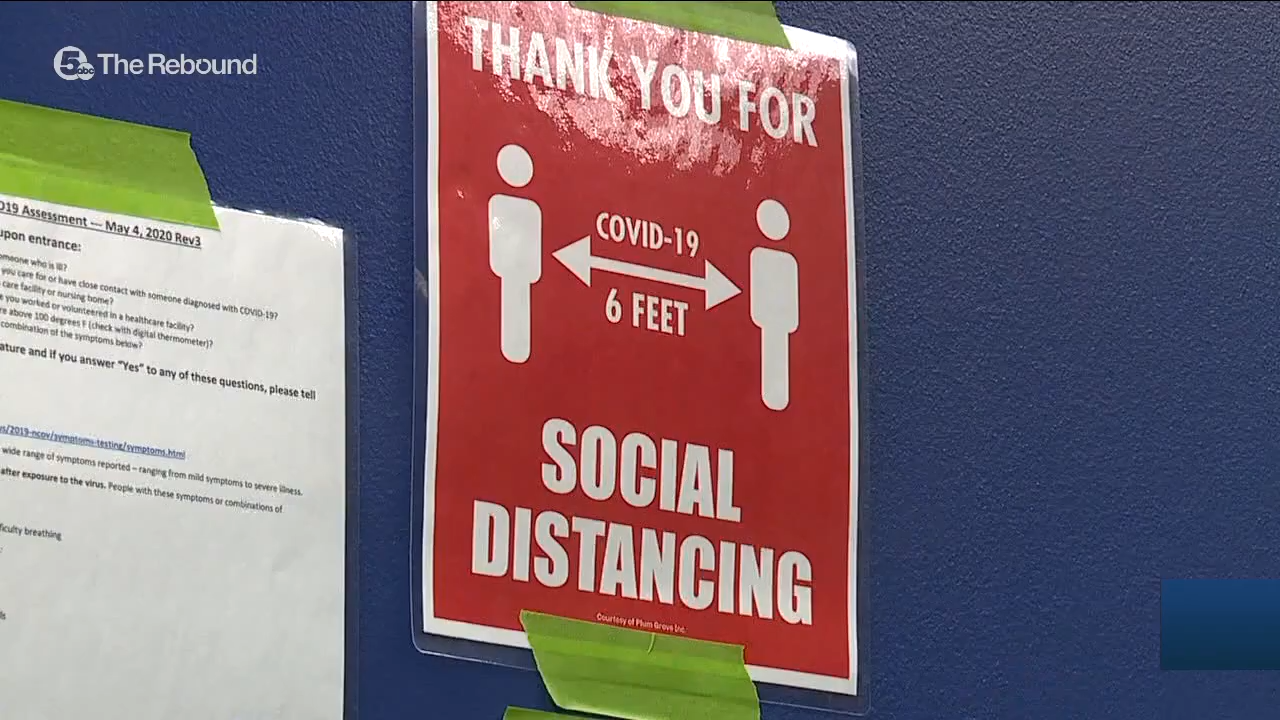 5 abc The Rebound
THANK YOU FOR
COVID-19
6 FEET
SOCIAL
DISTANCING
Courtesy of Plum Grove Inc.
D19 Assessment — May 4, 2020 Rev3
upon entrance:
omeone who is ill?
you care for or have close contact with someone diagnosed with COVID-19?
care facility or nursing home?
e you worked or volunteered in a healthcare facility?
re above 100 degrees F (check with digital thermometer)?
combination of the symptoms below?
ature and if you answer "Yes" to any of these questions, please tell
s/2019-ncov/symptoms-testing/symptoms.html
wide range of symptoms reported – ranging from mild symptoms to severe illness.
after exposure to the virus. People with these symptoms or combinations of
ficulty breathing
ls